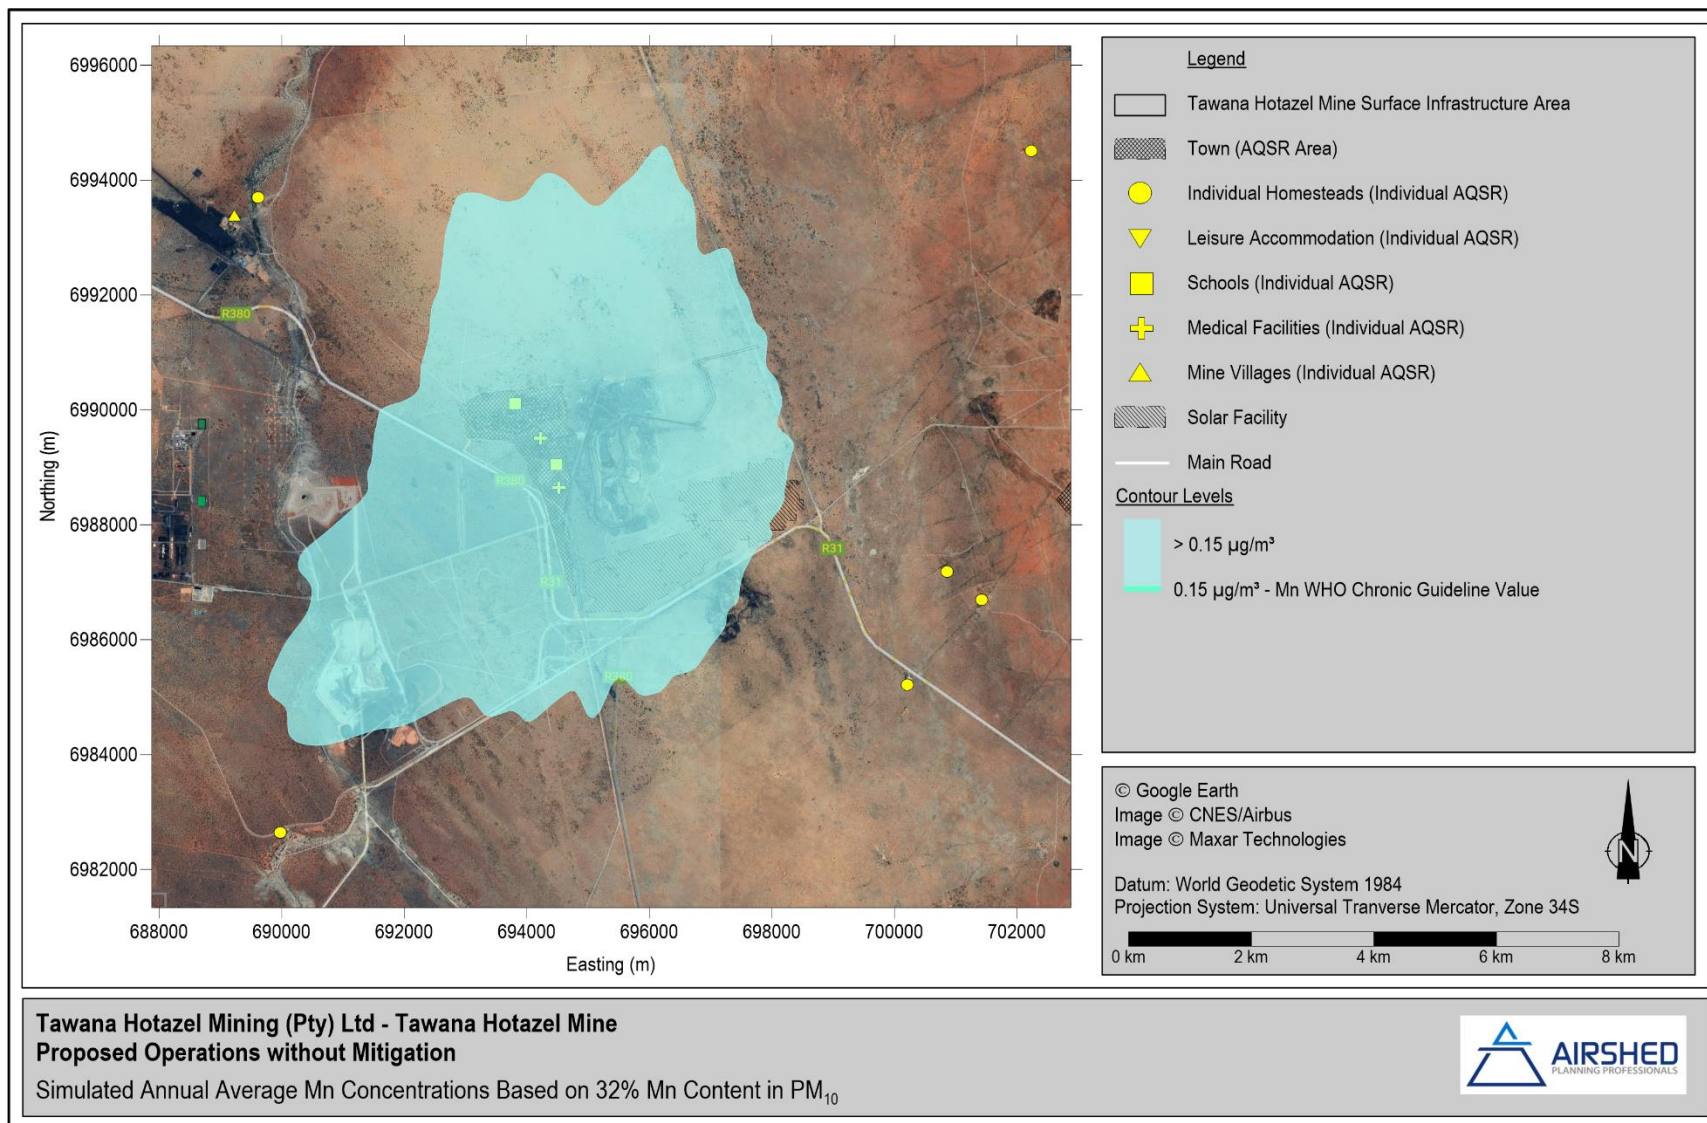 6996000
6994000
6992000
6990000
6988000
6986000
6984000
6982000
Northing (m)
688000
690000
692000
694000
696000
698000
700000
702000
Easting (m)
R380
R380
R31
R31
Legend
Tawana Hotazel Mine Surface Infrastructure Area
Town (AQSR Area)
Individual Homesteads (Individual AQSR)
Leisure Accommodation (Individual AQSR)
Schools (Individual AQSR)
Medical Facilities (Individual AQSR)
Mine Villages (Individual AQSR)
Solar Facility
Main Road
Contour Levels
> 0.15 µg/m³
0.15 µg/m³ - Mn WHO Chronic Guideline Value
© Google Earth
Image © CNES/Airbus
Image © Maxar Technologies
N
Datum: World Geodetic System 1984
Projection System: Universal Tranverse Mercator, Zone 34S
0 km 2 km 4 km 6 km 8 km
Tawana Hotazel Mining (Pty) Ltd - Tawana Hotazel Mine
Proposed Operations without Mitigation
Simulated Annual Average Mn Concentrations Based on 32% Mn Content in PM₁₀
AIRSHED
PLANNING PROFESSIONALS